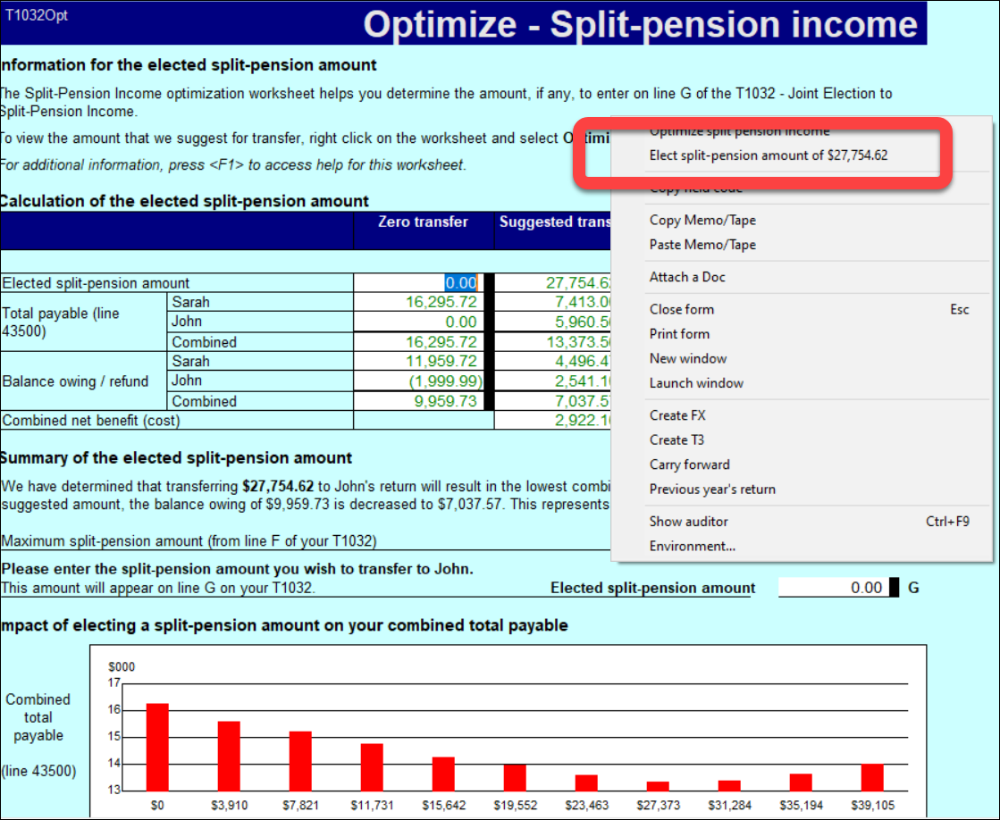 T1032Opt
Optimize - Split-pension income
nformation for the elected split-pension amount
The Split-Pension Income optimization worksheet helps you determine the amount, if any, to enter on line G of the T1032 - Joint Election to
Split-Pension Income.
To view the amount that we suggest for transfer, right click on the worksheet and select Optimi
For additional information, press <F1> to access help for this worksheet.
Optimize split pension income
Elect split-pension amount of $27,754.62
Copy field code
Copy Memo/Tape
Paste Memo/Tape
Attach a Doc
Close form Esc
Print form
New window
Launch window
Create FX
Create T3
Carry forward
Previous year's return
Show auditor Ctrl+F9
Environment...
Calculation of the elected split-pension amount
Zero transfer Suggested trans
Elected split-pension amount 0.00 27,754.62
Total payable (line 43500) Sarah 16,295.72 7,413.0
John 0.00 5,960.5
Combined 16,295.72 13,373.5
Balance owing / refund Sarah 11,959.72 4,496.4
John (1,999.99) 2,541.1
Combined 9,959.73 7,037.5
Combined net benefit (cost) 2,922.1
Summary of the elected split-pension amount
We have determined that transferring $27,754.62 to John's return will result in the lowest combi
suggested amount, the balance owing of $9,959.73 is decreased to $7,037.57. This represents
Maximum split-pension amount (from line F of your T1032)
Please enter the split-pension amount you wish to transfer to John.
This amount will appear on line G on your T1032. Elected split-pension amount 0.00 G
mpact of electing a split-pension amount on your combined total payable
Combined
total
payable
(line 43500)
$000
17
16
15
14
13
$0 $3,910 $7,821 $11,731 $15,642 $19,552 $23,463 $27,373 $31,284 $35,194 $39,105